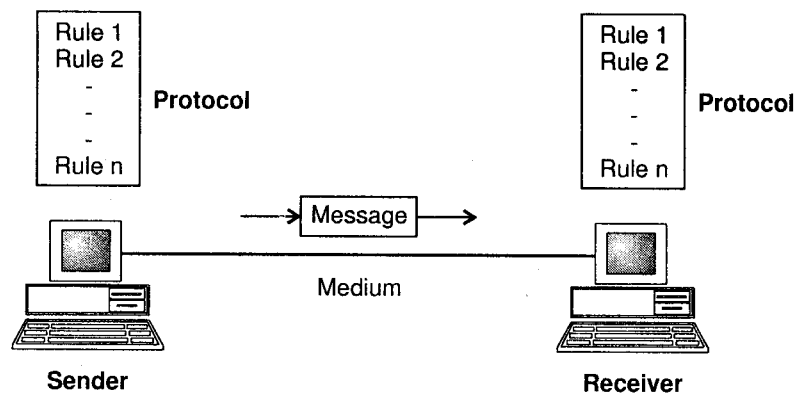 Rule 1
Rule 2
-
-
-
Rule n
Protocol
Rule 1
Rule 2
-
-
-
Rule n
Protocol
Message
Medium
Sender
Receiver